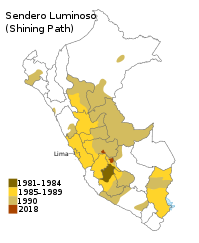 Sendero Luminoso
(Shining Path)
Lima
1981-1984
1985-1989
1990
2018